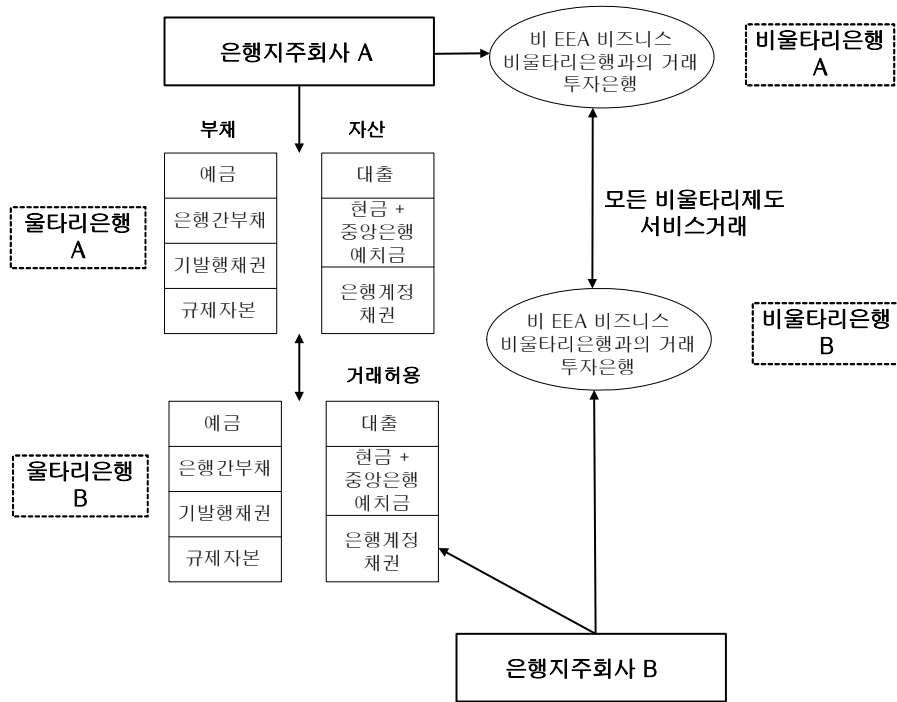 은행지주회사 A
비 EEA 비즈니스
비울타리은행과의 거래
투자은행
비울타리은행
A
부채
자산
울타리은행
A
예금
은행간부채
기발행채권
규제자본
대출
현금 +
중앙은행
예치금
은행계정
채권
모든 비울타리제도
서비스거래
거래허용
비 EEA 비즈니스
비울타리은행과의 거래
투자은행
비울타리은행
B
울타리은행
B
예금
은행간부채
기발행채권
규제자본
대출
현금 +
중앙은행
예치금
은행계정
채권
은행지주회사 B